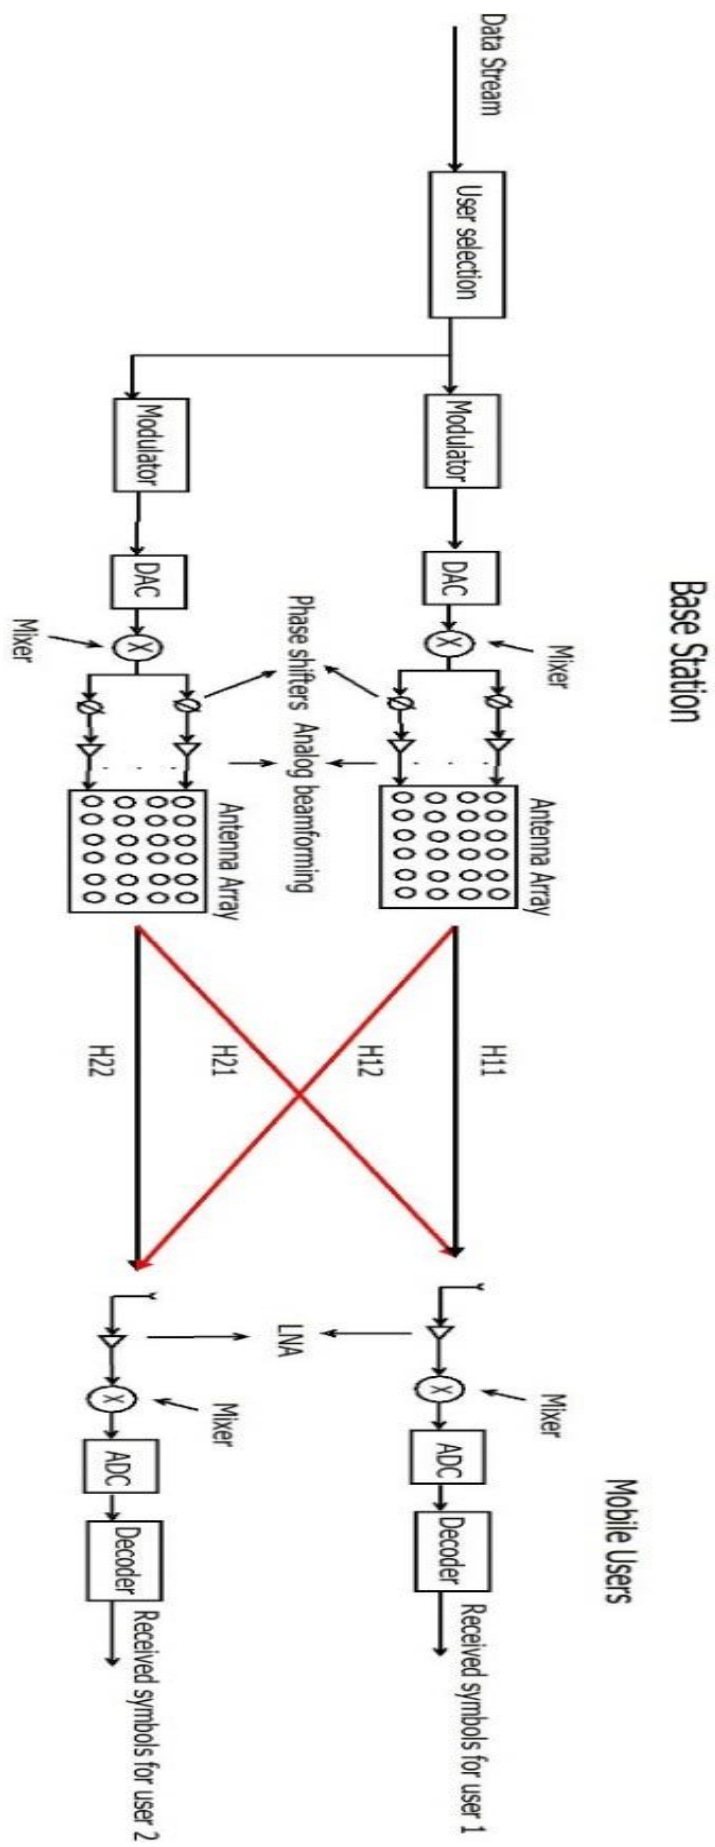 Base Station
Mobile Users
Data Stream
User selection
Modulator
DAC
X
Mixer
Antenna Array
H11
Mixer
X
ADC
Decoder
Received symbols for user 1
Phase shifters
Analog beamforming
H12
H21
LNA
Modulator
DAC
X
Mixer
Antenna Array
H22
Mixer
X
ADC
Decoder
Received symbols for user 2